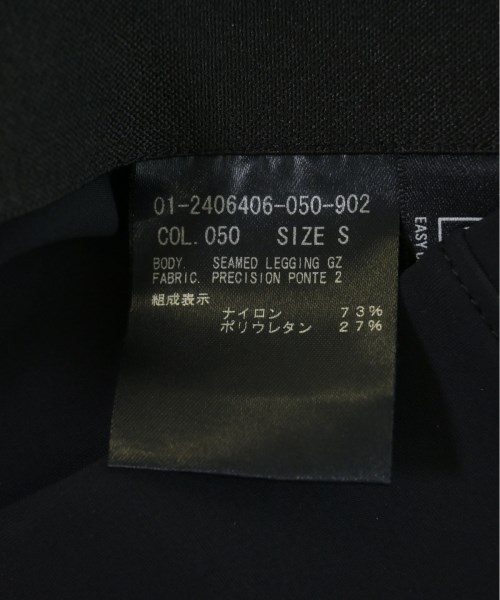 01-2406406-050-902
COL. 050 SIZE S
BODY. SEAMED LEGGING GZ
FABRIC. PRECISION PONTE 2
組成表示
ナイロン 73%
ポリウレタン 27%
EASY